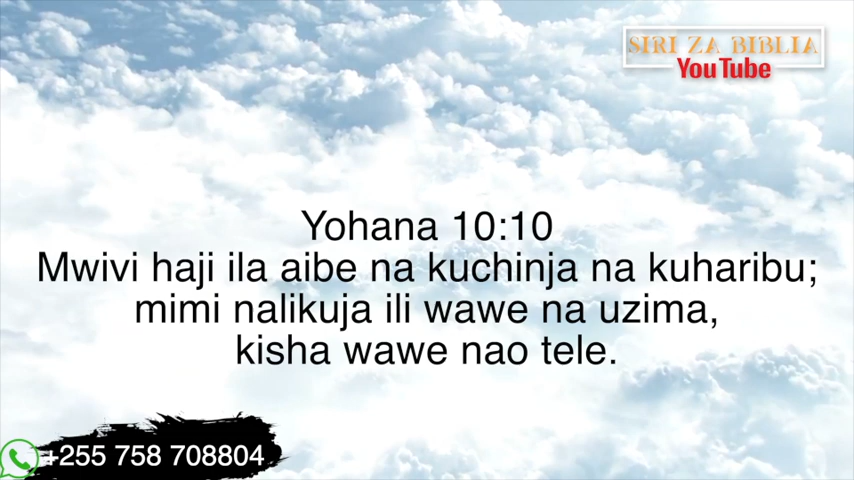 SIRI ZA BIBLIA
YouTube
Yohana 10:10
Mwivi haji ila aibe na kuchinja na kuharibu;
mimi nalikuja ili wawe na uzima,
kisha wawe nao tele.
+255 758 708804